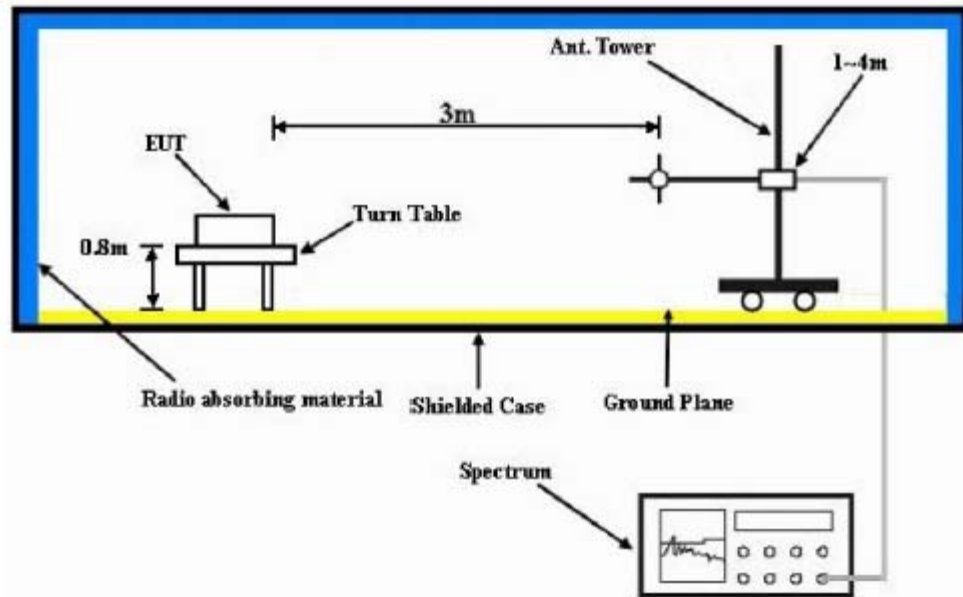 Ant. Tower
1~4m
3m
EUT
Turn Table
0.8m
Radio absorbing material
Shielded Case
Ground Plane
Spectrum